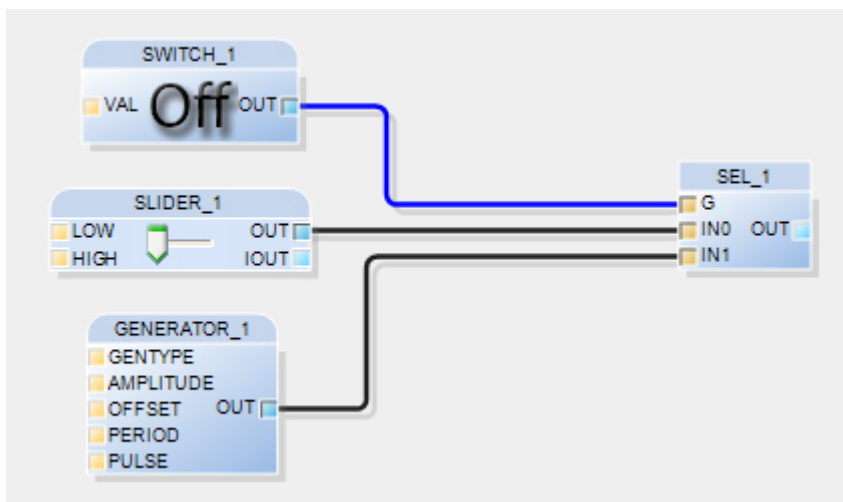 SWITCH_1
VAL Off OUT
SEL_1
G
SLIDER_1
LOW OUT
IN0 OUT
HIGH IOUT
IN1
GENERATOR_1
GENTYPE
AMPLITUDE
OFFSET OUT
PERIOD
PULSE